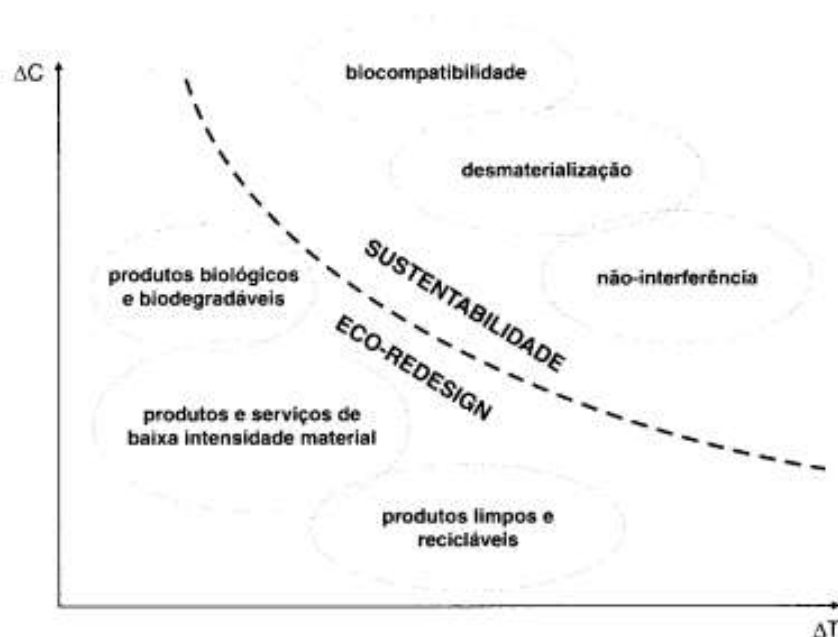 ΔC
biocompatibilidade
desmaterialização
não-interferência
SUSTENTABILIDADE
ECO-REDESIGN
produtos biológicos
e biodegradáveis
produtos e serviços de
baixa intensidade material
produtos limpos e
recicláveis